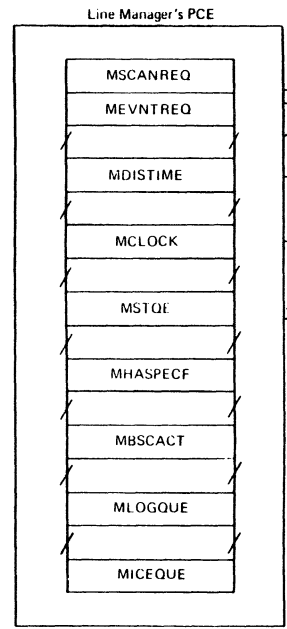 Line Manager's PCE
MSCANREQ
MEVNTREQ
MDISTIME
MCLOCK
MSTQE
MHASPECF
MBSCACT
MLOGQUE
MICEQUE